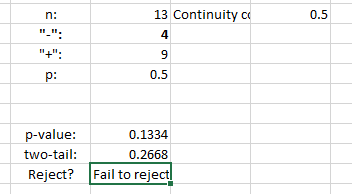 n: 13 Continuity co 0.5
"-": 4
"+": 9
p: 0.5
p-value: 0.1334
two-tail: 0.2668
Reject? Fail to reject